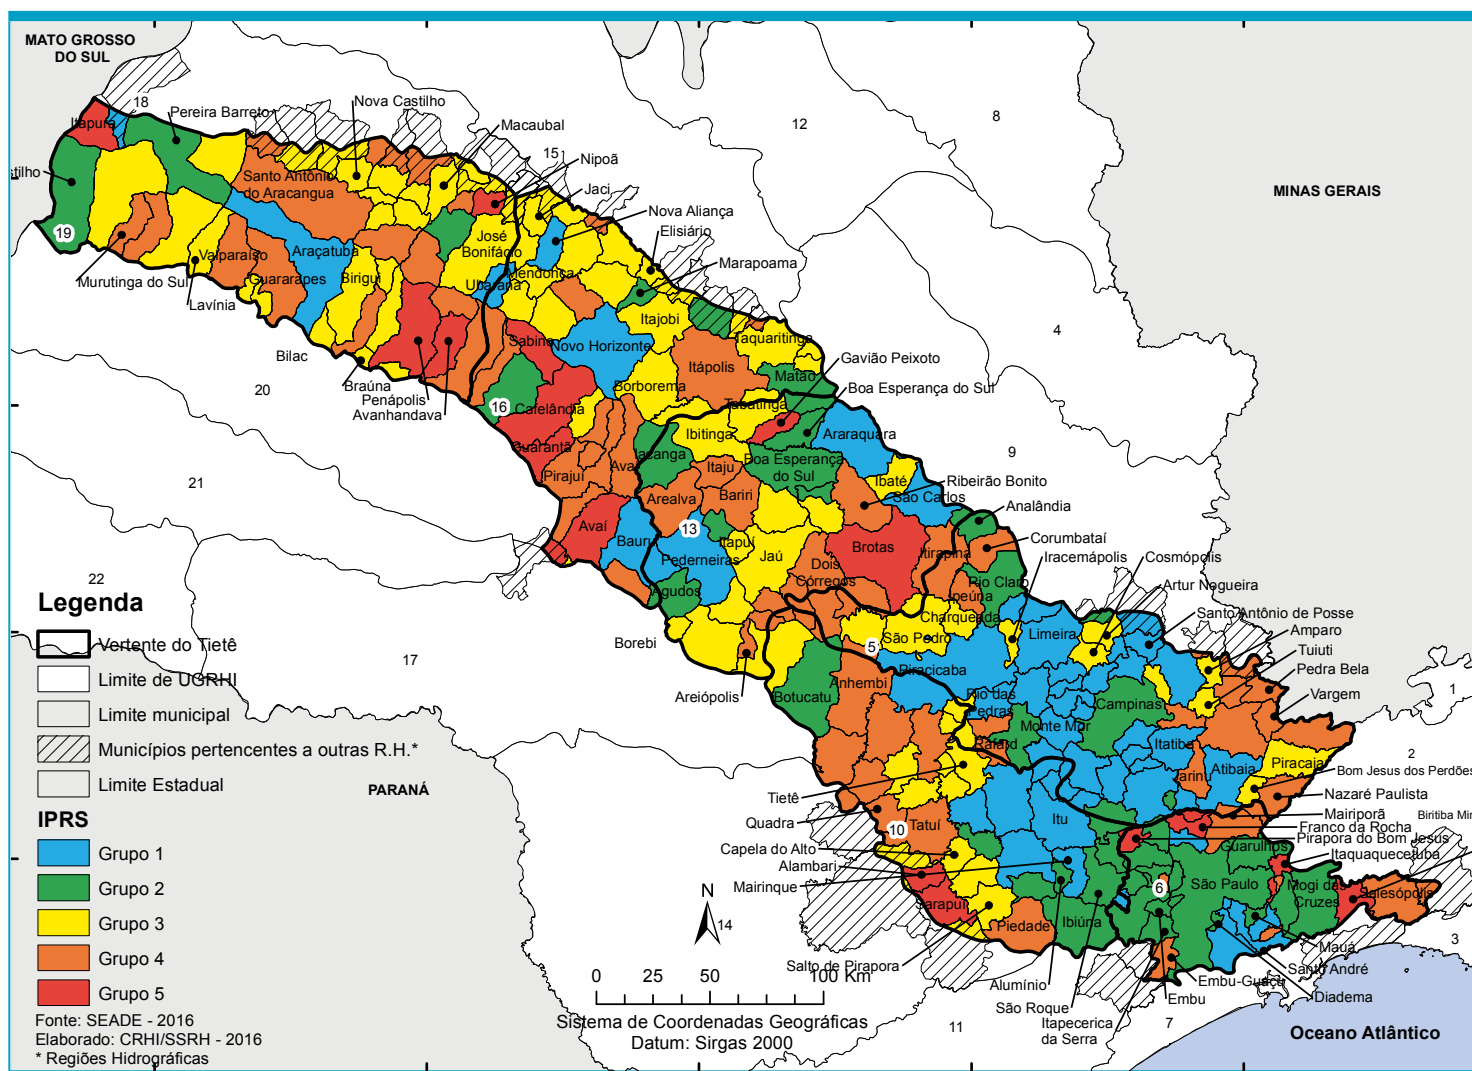 MATO GROSSO
DO SUL
MINAS GERAIS
PARANÁ
Oceano Atlântico
18
12
8
15
4
9
20
21
22
17
14
11
7
3
2
1
19
16
13
5
10
6
Itapura
Pereira Barreto
Nova Castilho
Macaubal
Nipoã
Jaci
Nova Aliança
Elisiário
Marapoama
stilho
Santo Antônio
do Aracangua
Murutinga do Sul
Lavínia
Valparaíso
Guararapes
Araçatuba
Birigui
Bilac
Braúna
Penápolis
Avanhandava
José
Bonifácio
Ubarana
Mendonça
Itajobi
Sabino
Novo Horizonte
Borborema
Itápolis
Taquaritinga
Matão
Gavião Peixoto
Boa Esperança do Sul
Tabatinga
Ibitinga
Araraquara
Cafelândia
Guarantã
Pirajuí
Avaí
Iacanga
Itaju
Boa Esperança
do Sul
Ibaté
São Carlos
Ribeirão Bonito
Analândia
Corumbataí
Iracemápolis
Cosmópolis
Artur Nogueira
Santo Antônio de Posse
Amparo
Tuiuti
Pedra Bela
Vargem
Arealva
Bariri
Avaí
Bauru
Pederneiras
Itapuí
Jaú
Brotas
Itirapina
Dois
Córregos
Rio Claro
Ipeúna
Charqueada
Agudos
Borebi
Areiópolis
São Pedro
Limeira
Piracicaba
Botucatu
Anhembi
Rio das
Pedras
Campinas
Monte Mor
Rafard
Itatiba
Atibaia
Jarinu
Piracaia
Bom Jesus dos Perdões
Nazaré Paulista
Mairiporã
Biritiba Mir
Franco da Rocha
Pirapora do Bom Jesus
Itaquaquecetuba
Guarulhos
Tietê
Quadra
Tatuí
Itu
Capela do Alto
Alambari
Mairinque
Sarapuí
Piedade
Ibiúna
São Paulo
Mogi das
Cruzes
Salesópolis
Salto de Pirapora
Alumínio
São Roque
Itapecerica
da Serra
Embu
Embu-Guaçu
Diadema
Santo André
Mauá
Legenda
Vertente do Tietê
Limite de UGRHI
Limite municipal
Municípios pertencentes a outras R.H.*
Limite Estadual
IPRS
Grupo 1
Grupo 2
Grupo 3
Grupo 4
Grupo 5
Fonte: SEADE - 2016
Elaborado: CRHI/SSRH - 2016
* Regiões Hidrográficas
N
0 25 50 100 Km
Sistema de Coordenadas Geográficas
Datum: Sirgas 2000